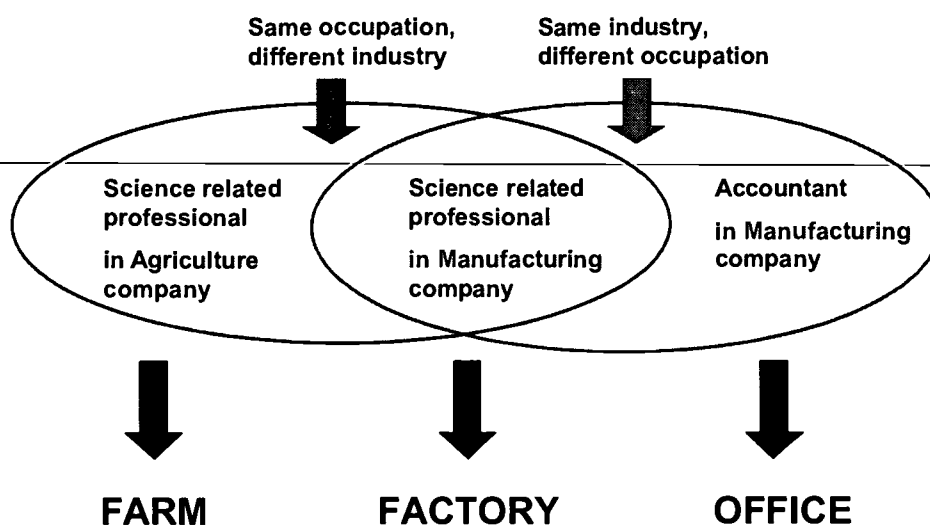 Same occupation,
different industry
Same industry,
different occupation
Science related
professional
in Agriculture
company
Science related
professional
in Manufacturing
company
Accountant
in Manufacturing
company
FARM
FACTORY
OFFICE